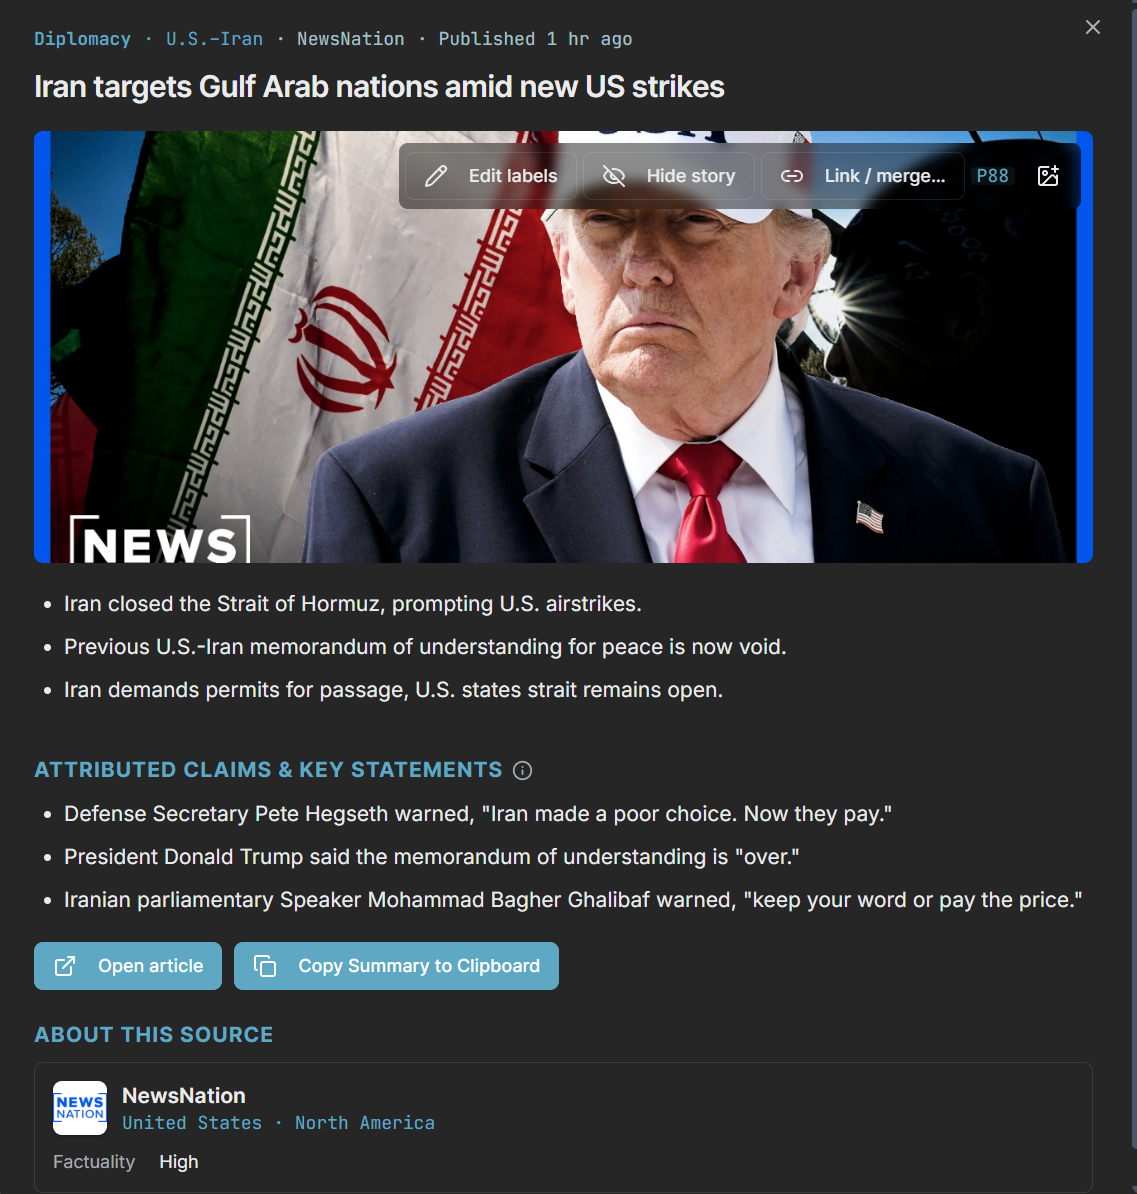 Diplomacy · U.S.-Iran · NewsNation · Published 1 hr ago
Iran targets Gulf Arab nations amid new US strikes
Edit labels
Hide story
Link / merge...
P88
NEWS
Iran closed the Strait of Hormuz, prompting U.S. airstrikes.
Previous U.S.-Iran memorandum of understanding for peace is now void.
Iran demands permits for passage, U.S. states strait remains open.
ATTRIBUTED CLAIMS & KEY STATEMENTS
Defense Secretary Pete Hegseth warned, "Iran made a poor choice. Now they pay."
President Donald Trump said the memorandum of understanding is "over."
Iranian parliamentary Speaker Mohammad Bagher Ghalibaf warned, "keep your word or pay the price."
Open article
Copy Summary to Clipboard
ABOUT THIS SOURCE
NEWS
NATION
NewsNation
United States · North America
Factuality High